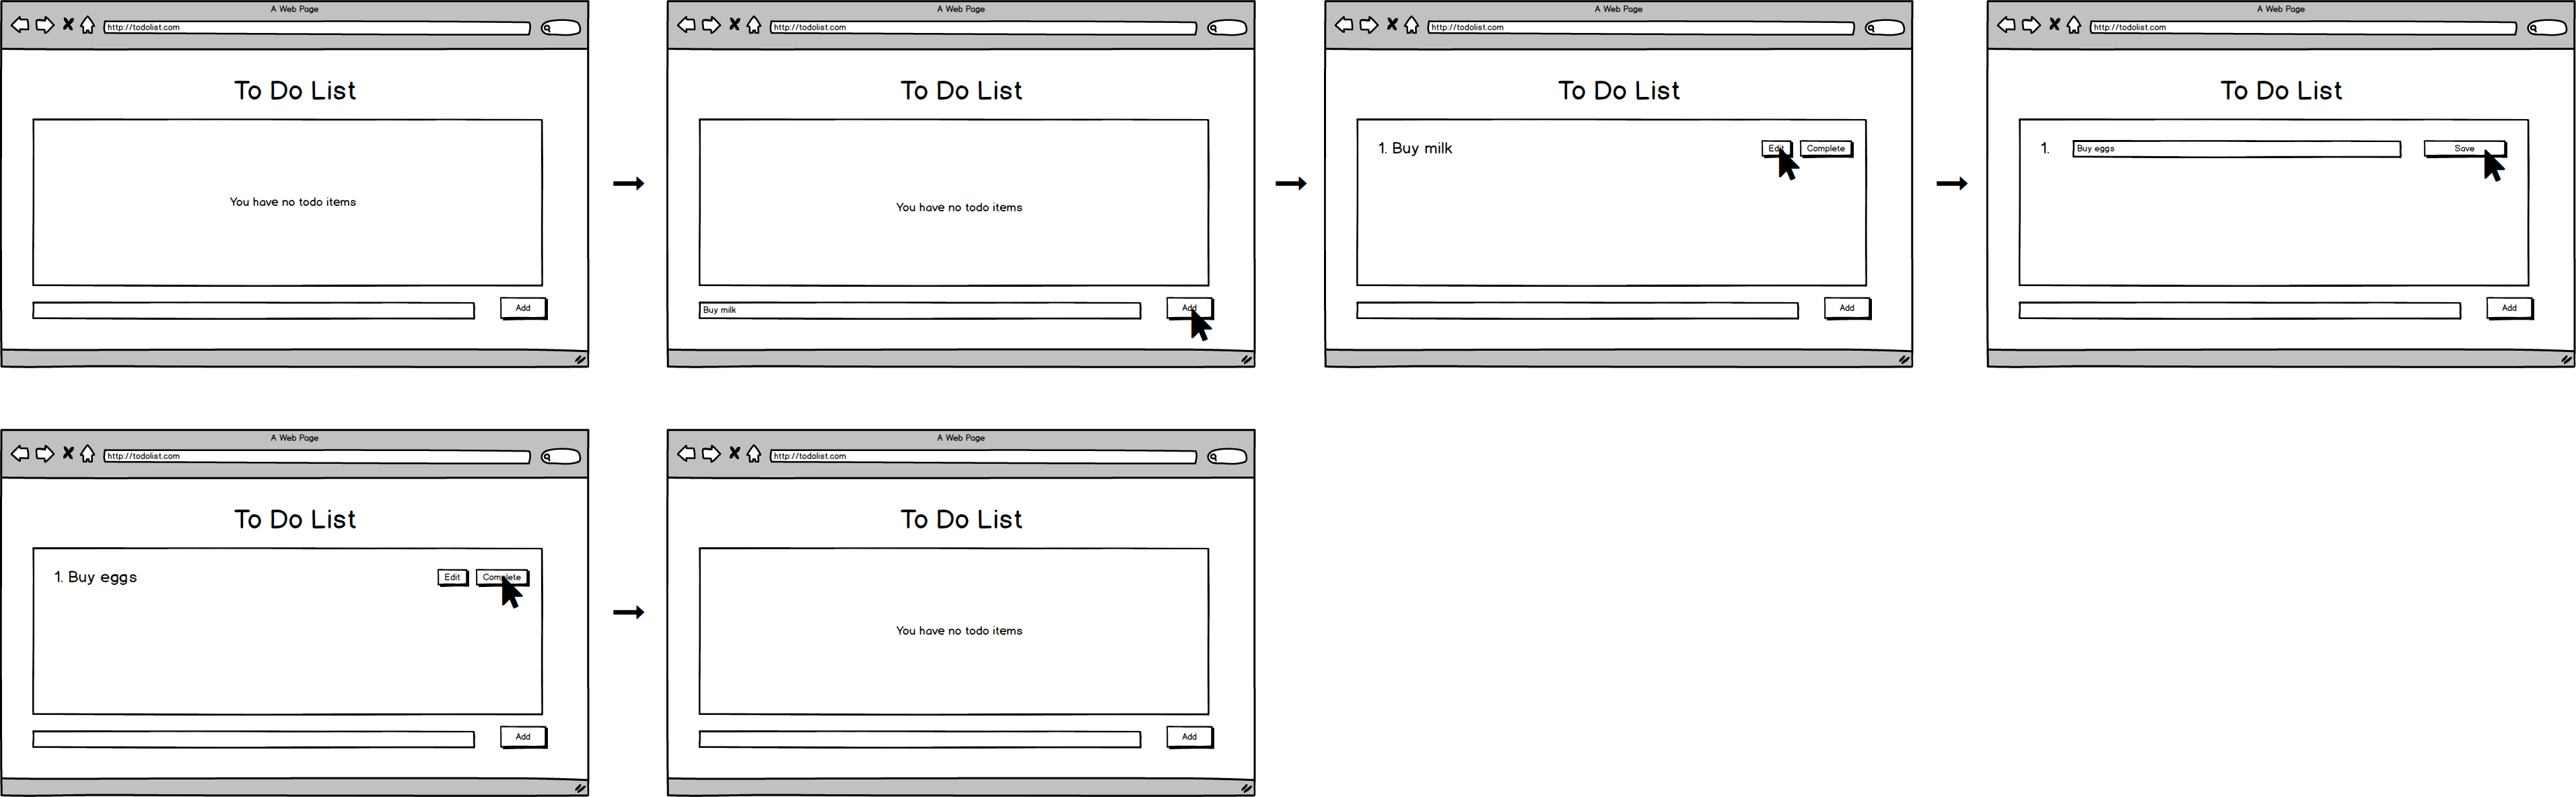 A Web Page
http://todolist.com
To Do List
You have no todo items
Add
A Web Page
http://todolist.com
To Do List
You have no todo items
Buy milk
Add
A Web Page
http://todolist.com
To Do List
1. Buy milk
Edit
Complete
Add
A Web Page
http://todolist.com
To Do List
1.
Buy eggs
Save
Add
A Web Page
http://todolist.com
To Do List
1. Buy eggs
Edit
Complete
Add
A Web Page
http://todolist.com
To Do List
You have no todo items
Add